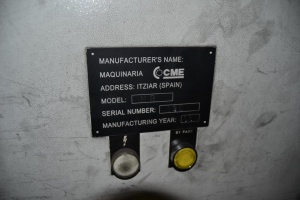 MANUFACTURER'S NAME:
MAQUINARIA CME
ADDRESS: ITZIAR (SPAIN)
MODEL:
SERIAL NUMBER:
MANUFACTURING YEAR: